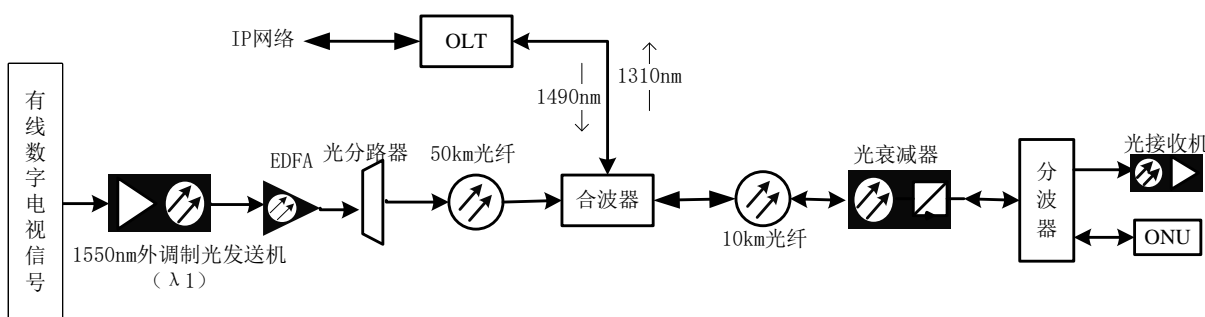 IP网络
OLT
1310nm
1490nm
有线数字电视信号
EDFA
光分路器
50km光纤
合波器
光衰减器
分波器
光接收机
1550nm外调制光发送机
(λ1)
10km光纤
ONU